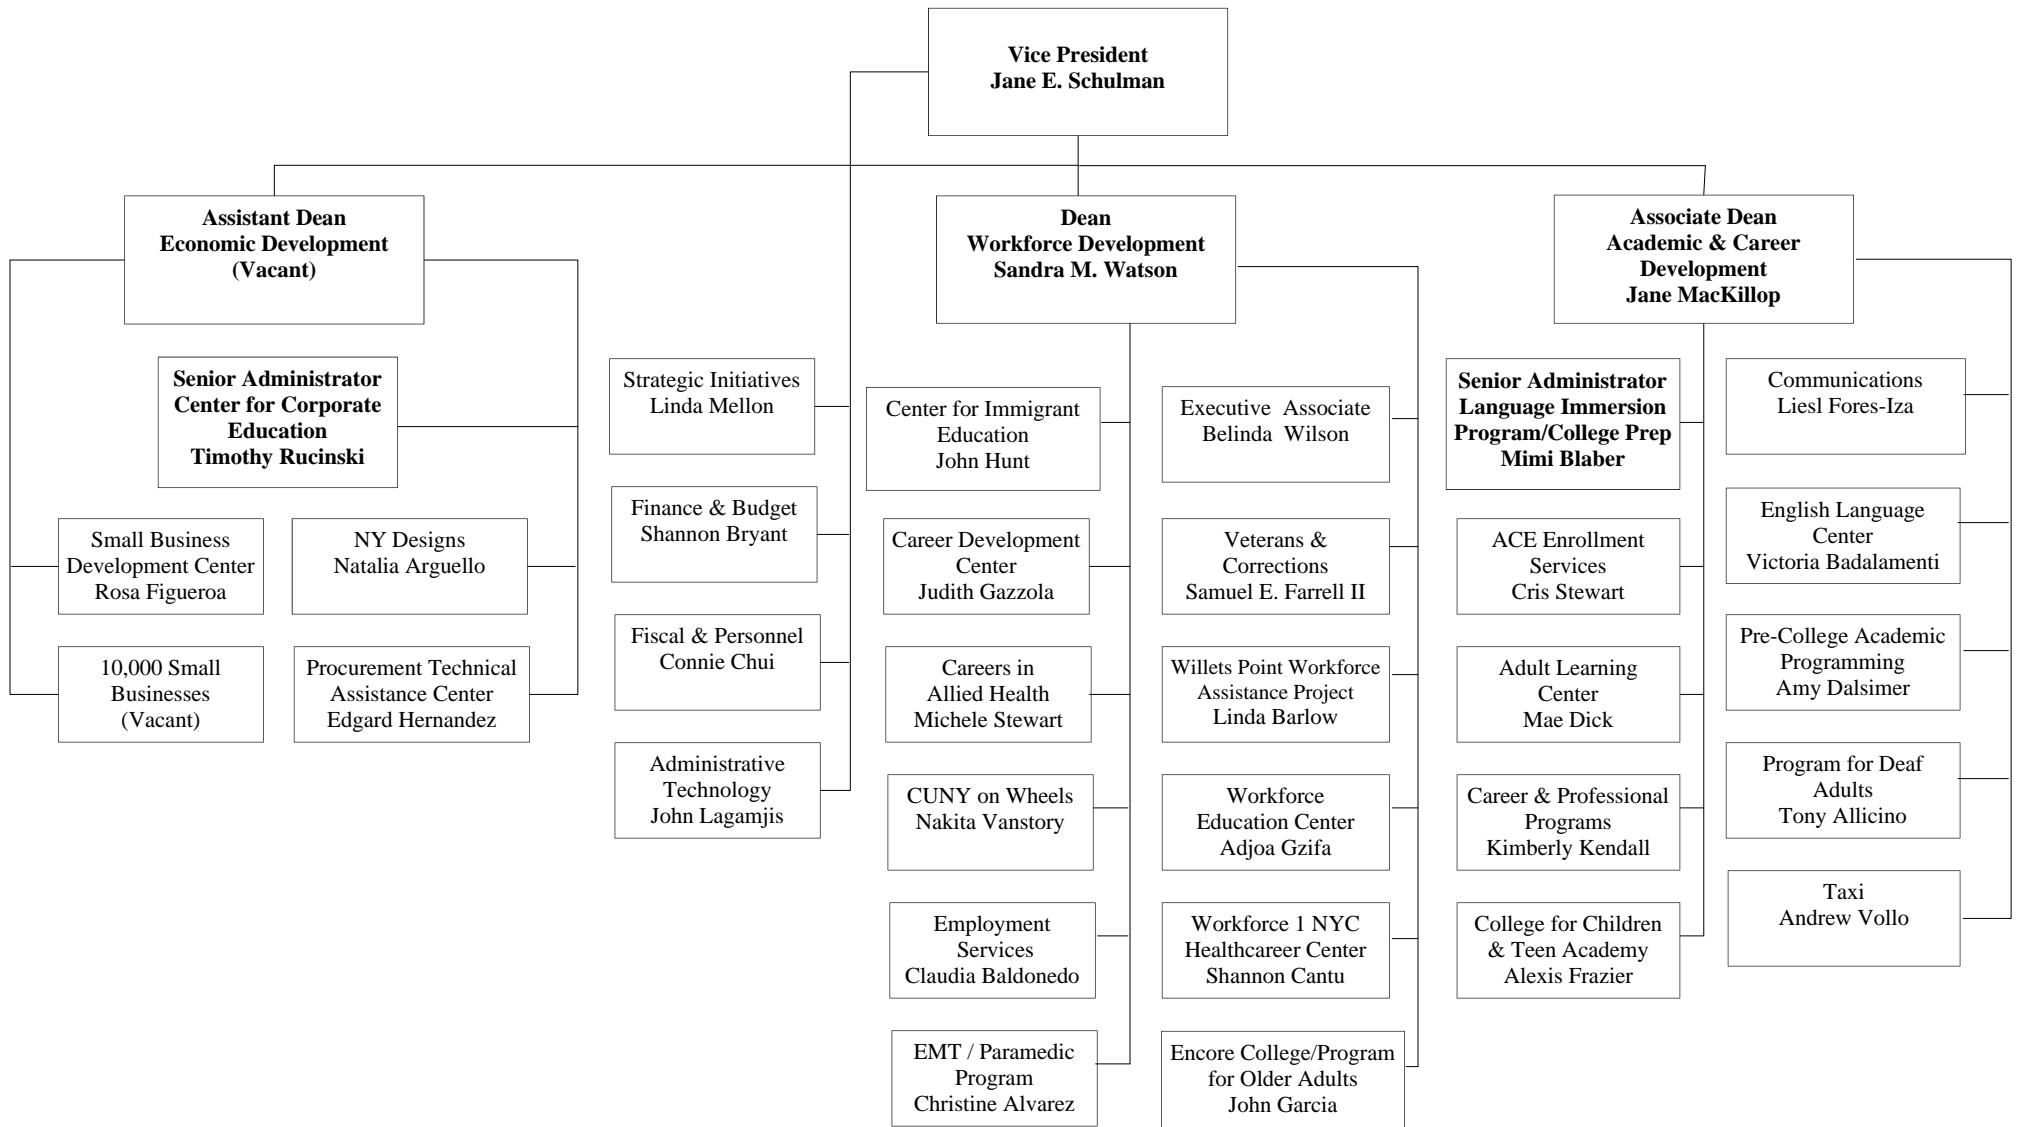 Vice President
Jane E. Schulman
Assistant Dean
Economic Development
(Vacant)
Dean
Workforce Development
Sandra M. Watson
Associate Dean
Academic & Career
Development
Jane MacKillop
Senior Administrator
Center for Corporate
Education
Timothy Rucinski
Small Business
Development Center
Rosa Figueroa
NY Designs
Natalia Arguello
10,000 Small
Businesses
(Vacant)
Procurement Technical
Assistance Center
Edgard Hernandez
Strategic Initiatives
Linda Mellon
Finance & Budget
Shannon Bryant
Fiscal & Personnel
Connie Chui
Administrative
Technology
John Lagamjis
Center for Immigrant
Education
John Hunt
Career Development
Center
Judith Gazzola
Careers in
Allied Health
Michele Stewart
CUNY on Wheels
Nakita Vanstory
Employment
Services
Claudia Baldonedo
EMT / Paramedic
Program
Christine Alvarez
Executive Associate
Belinda Wilson
Veterans &
Corrections
Samuel E. Farrell II
Willets Point Workforce
Assistance Project
Linda Barlow
Workforce
Education Center
Adjoa Gzifa
Workforce 1 NYC
Healthcareer Center
Shannon Cantu
Encore College/Program
for Older Adults
John Garcia
Senior Administrator
Language Immersion
Program/College Prep
Mimi Blaber
ACE Enrollment
Services
Cris Stewart
Adult Learning
Center
Mae Dick
Career & Professional
Programs
Kimberly Kendall
College for Children
& Teen Academy
Alexis Frazier
Communications
Liesl Fores-Iza
English Language
Center
Victoria Badalamenti
Pre-College Academic
Programming
Amy Dalsimer
Program for Deaf
Adults
Tony Allicino
Taxi
Andrew Vollo